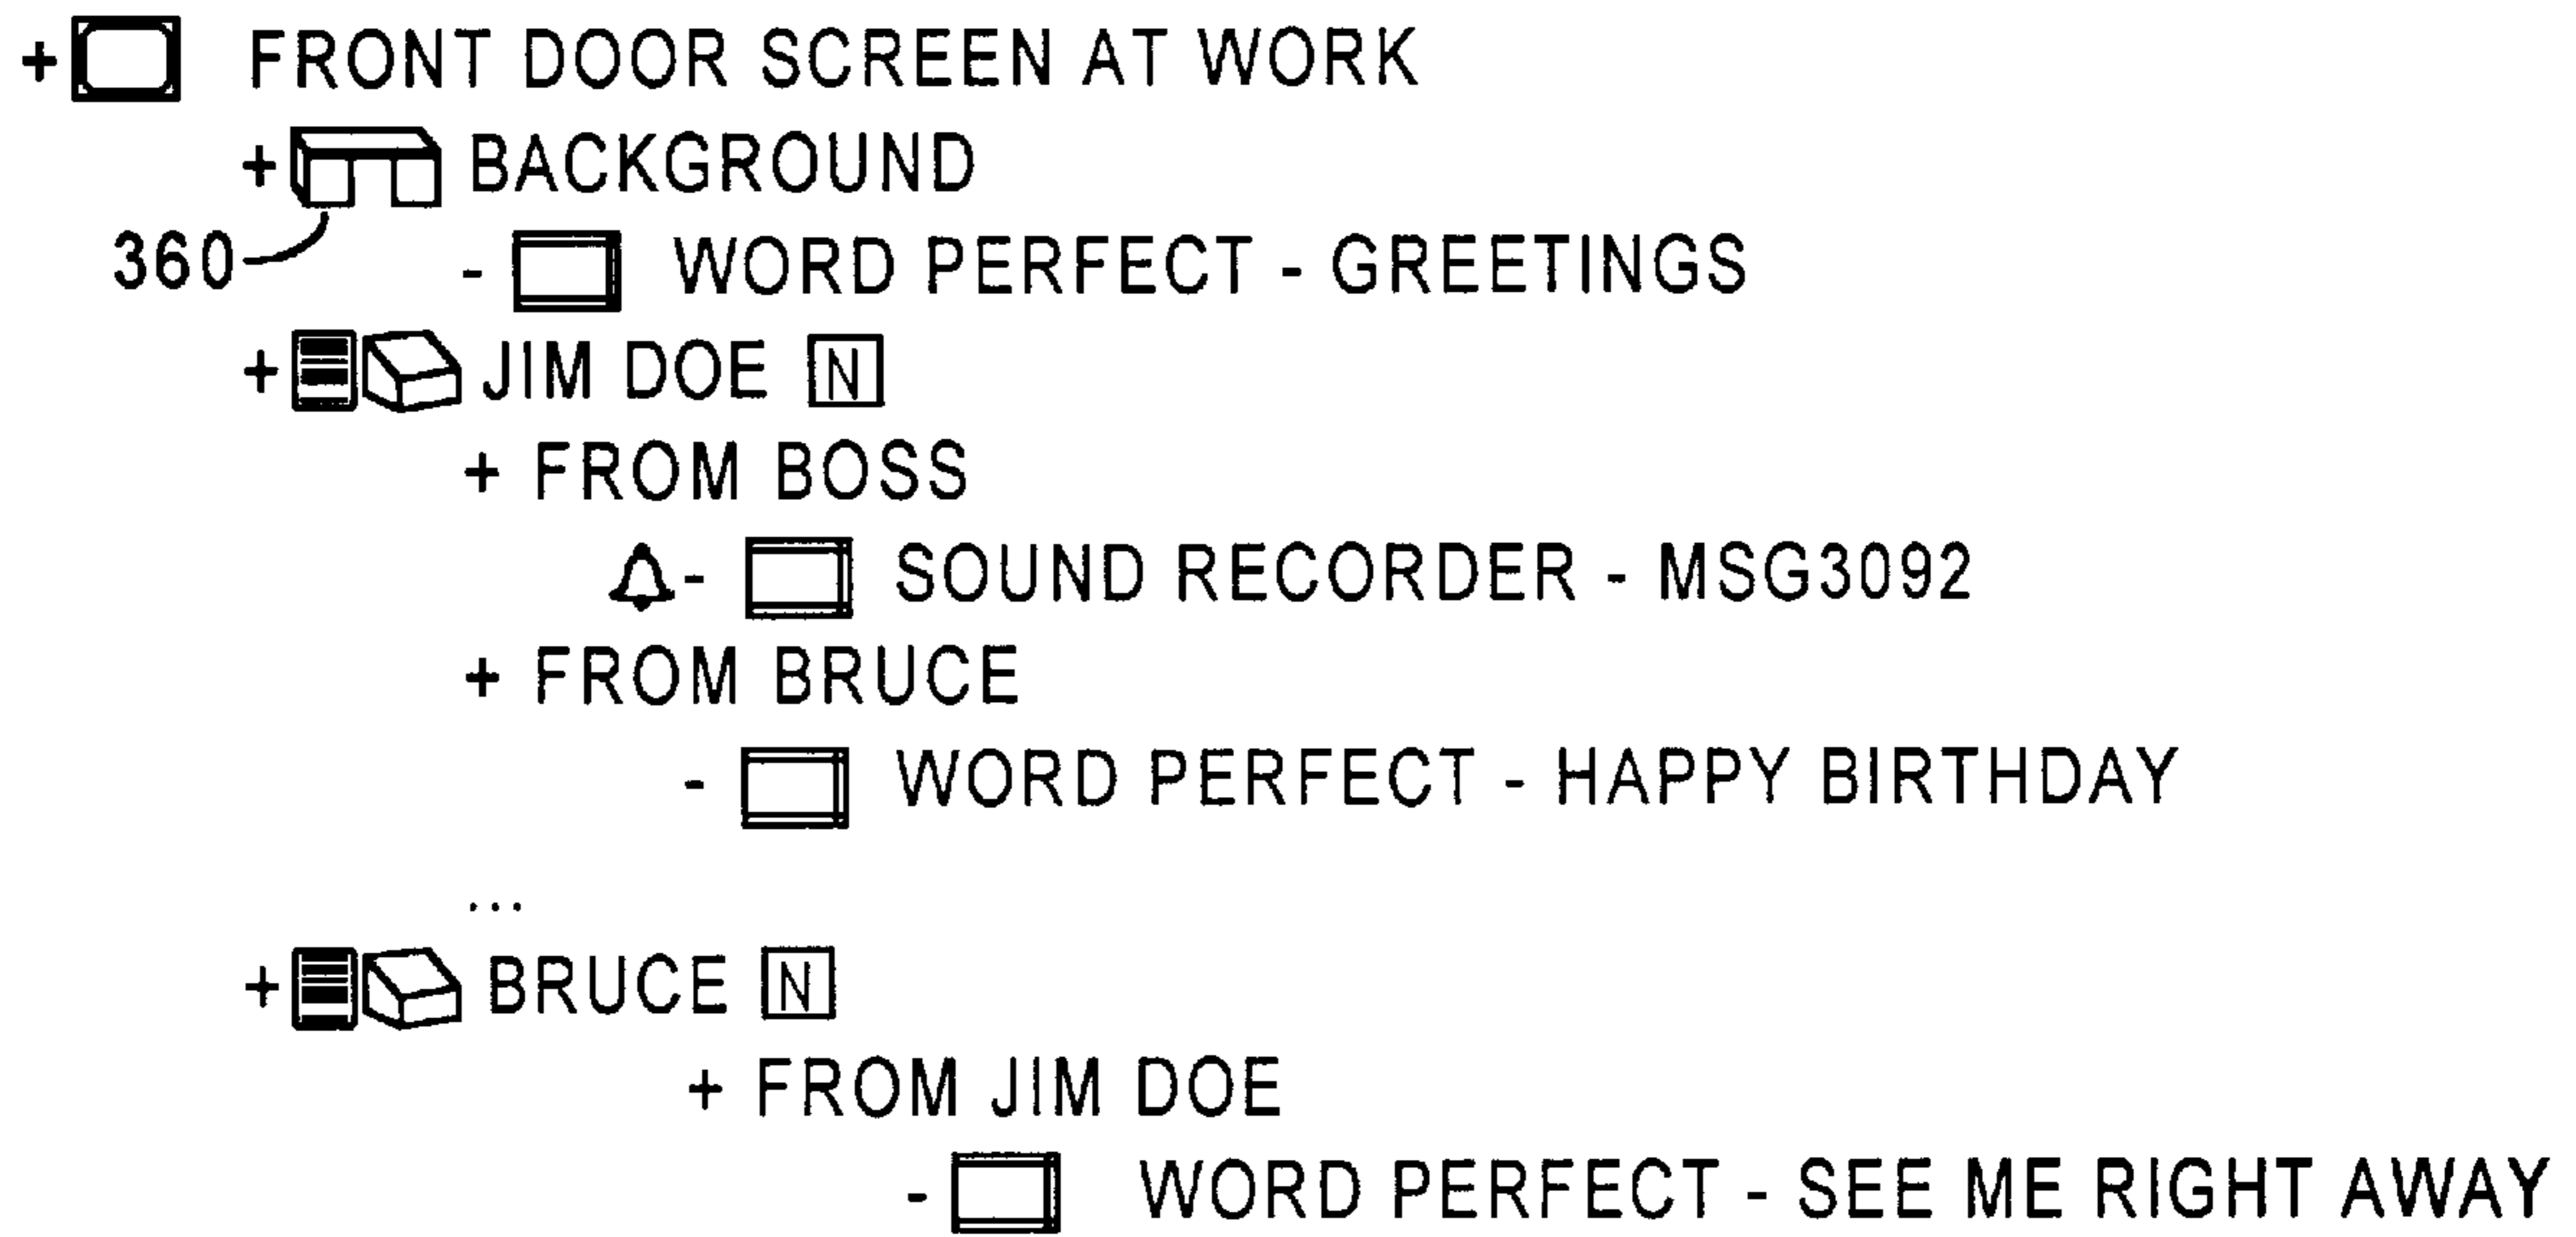 + FRONT DOOR SCREEN AT WORK
+ BACKGROUND
360
- WORD PERFECT - GREETINGS
+ JIM DOE N
+ FROM BOSS
- SOUND RECORDER - MSG3092
+ FROM BRUCE
- WORD PERFECT - HAPPY BIRTHDAY
...
+ BRUCE N
+ FROM JIM DOE
- WORD PERFECT - SEE ME RIGHT AWAY